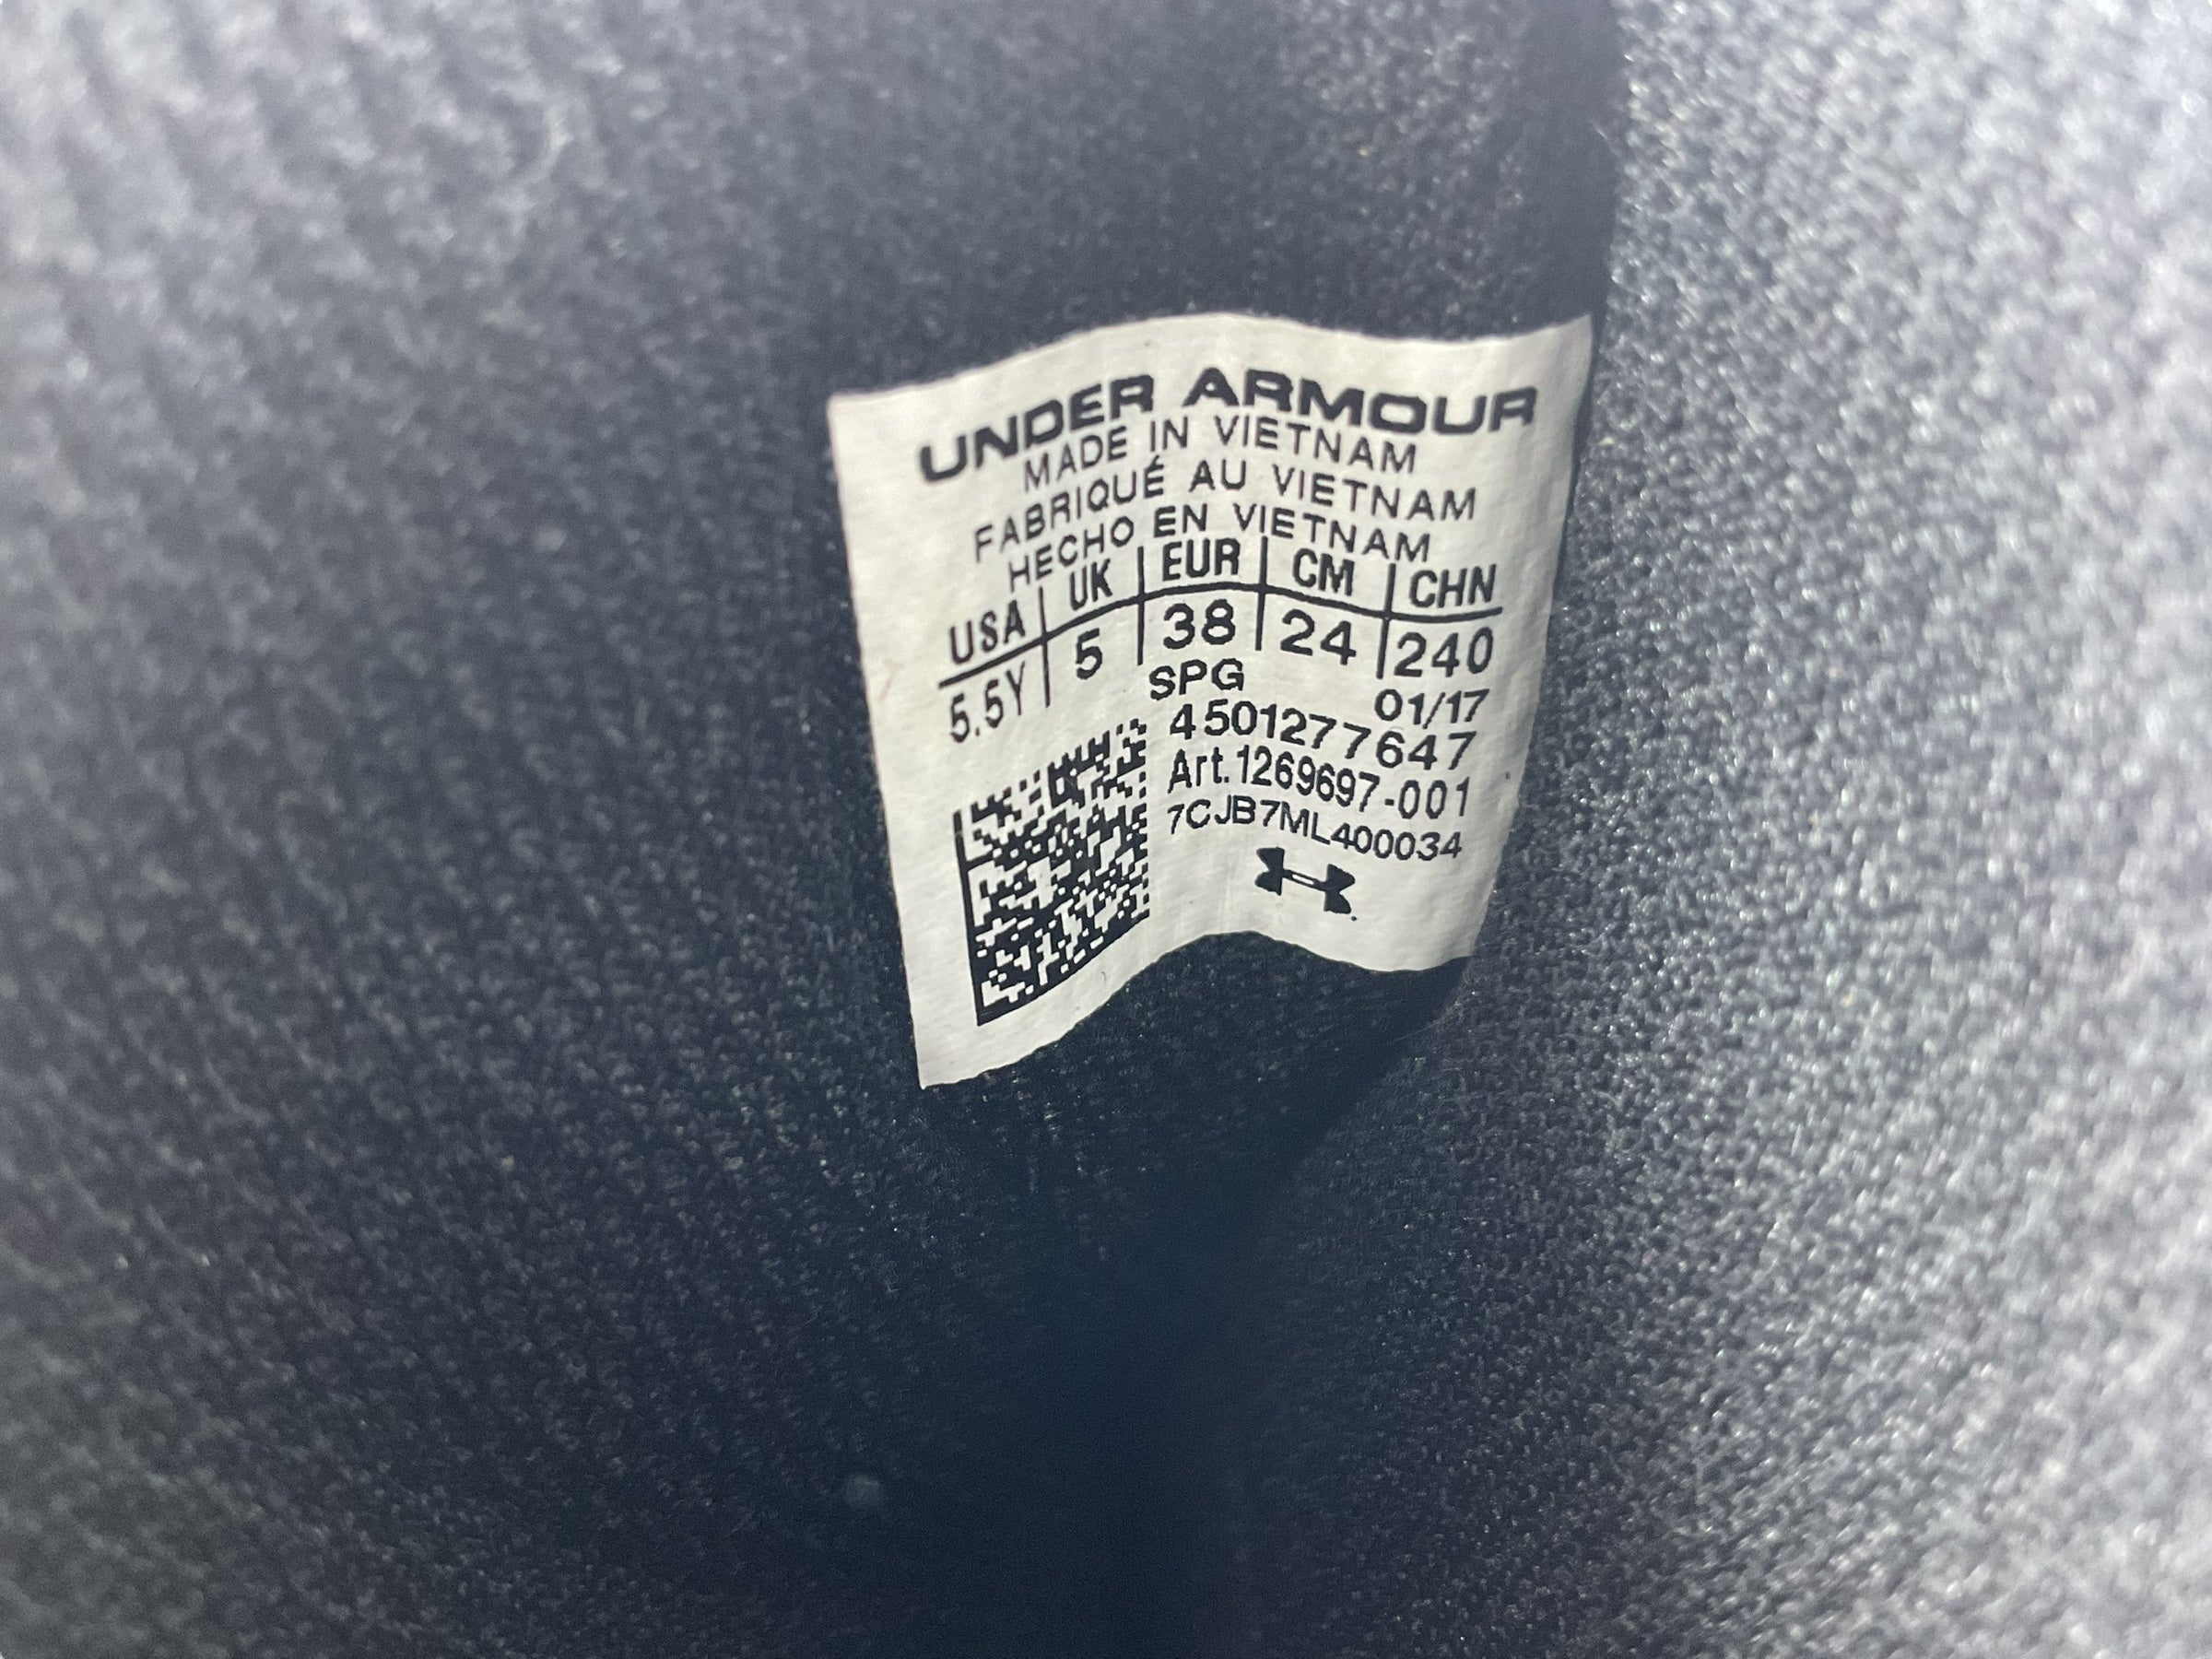 UNDER ARMOUR
MADE IN VIETNAM
FABRIQUÉ AU VIETNAM
HECHO EN VIETNAM
USA UK EUR CM CHN
5.5Y 5 38 24 240
SPG 01/17
4501277647
Art.1269697-001
7CJB7ML400034